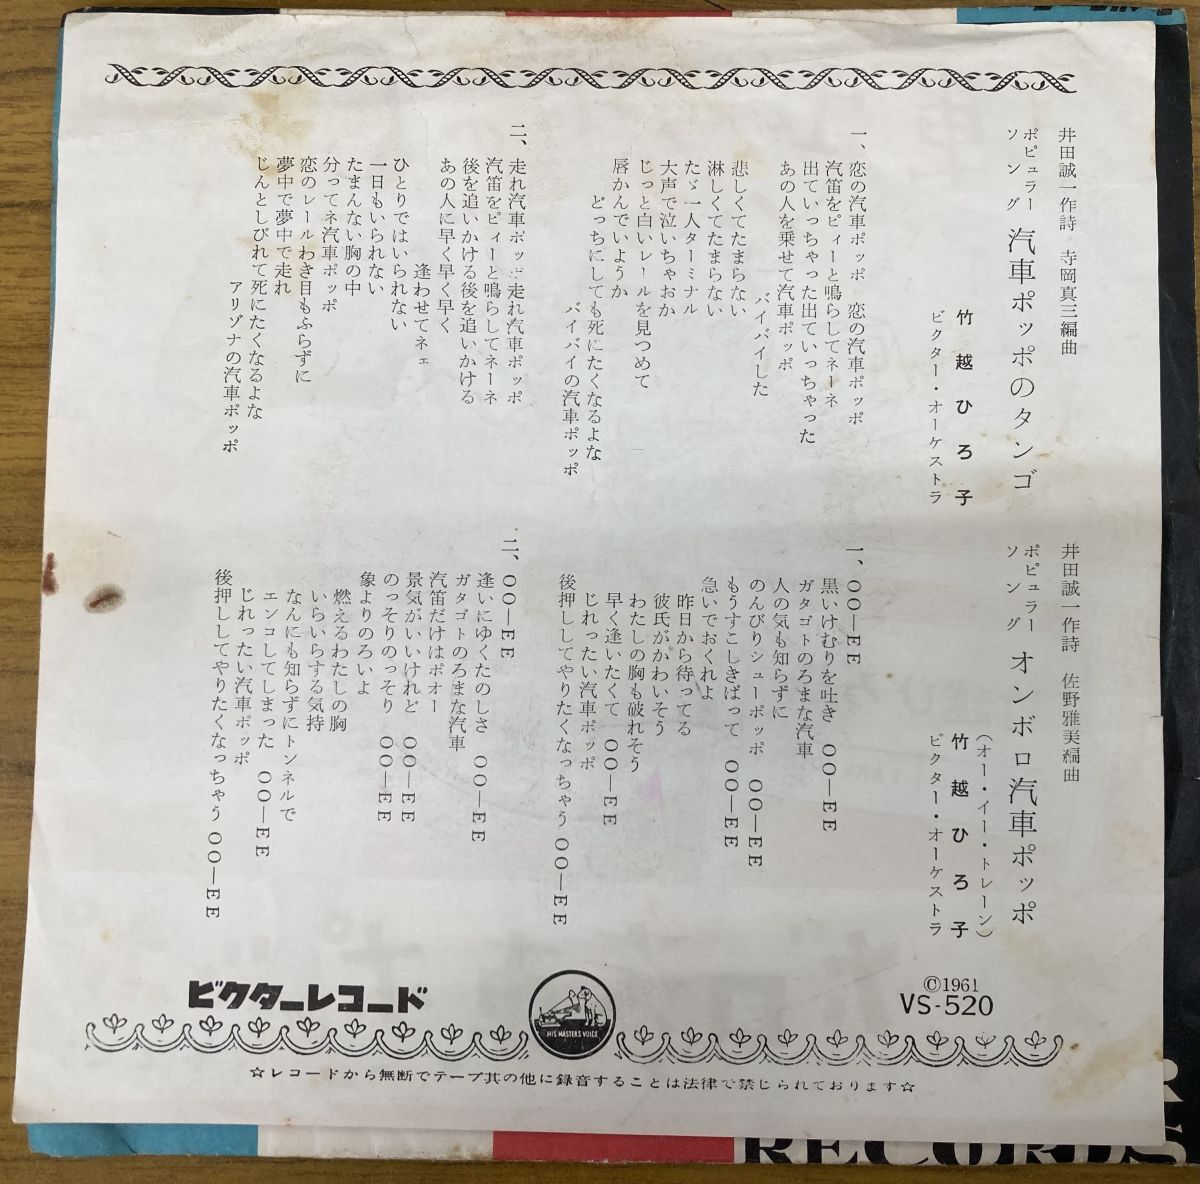 井田誠一作詩 寺岡真三編曲
ポピュラーソング 汽車ポッポのタンゴ
竹越ひろ子
ビクター・オーケストラ
一、恋の汽車ポッポ 恋の汽車ポッポ
汽笛をピィーと鳴らしてネーネ
出ていっちゃった出ていっちゃった
あの人を乗せて汽車ポッポ
バイバイした
悲しくてたまらない
淋しくてたまらない
たゞ一人ターミナル
大声で泣いちゃおか
じっと白いレールを見つめて
唇かんでいようか
どっちにしても死にたくなるよな
バイバイの汽車ポッポ
二、走れ汽車ポッポ走れ汽車ポッポ
汽笛をピィーと鳴らしてネーネ
後を追いかける後を追いかける
あの人に早く早く
逢わせてネェ
ひとりではいられない
一日もいられない
たまんない胸の中
分ってネ汽車ポッポ
恋のレールわき目もふらずに
夢中で夢中で走れ
じんとしびれて死にたくなるよな
アリゾナの汽車ポッポ
井田誠一作詩 佐野雅美編曲
ポピュラーソング オンボロ汽車ポッポ
(オー・イー・トレーン)
竹越ひろ子
ビクター・オーケストラ
一、OO―EE
黒いけむりを吐き OO―EE
ガタゴトのろまな汽車
人の気も知らずに
のんびりシューポッポ OO―EE
もうすこしきばって OO―EE
急いでおくれよ
昨日から待ってる
彼氏がかわいそう
わたしの胸も破れそう
早く逢いたくて OO―EE
じれったい汽車ポッポ
後押ししてやりたくなっちゃう OO―EE
二、OO―EE
逢いにゆくたのしさ OO―EE
ガタゴトのろまな汽車
汽笛だけはポオー
景気がいいけれど OO―EE
のっそりのっそり OO―EE
象よりのろいよ
燃えるわたしの胸
いらいらする気持
なんにも知らずにトンネルで
エンコしてしまった OO―EE
じれったい汽車ポッポ
後押ししてやりたくなっちゃう OO―EE
©1961
VS-520
ビクターレコード
HIS MASTERS VOICE
☆レコードから無断でテープ其の他に録音することは法律で禁じられております☆
RECORDS